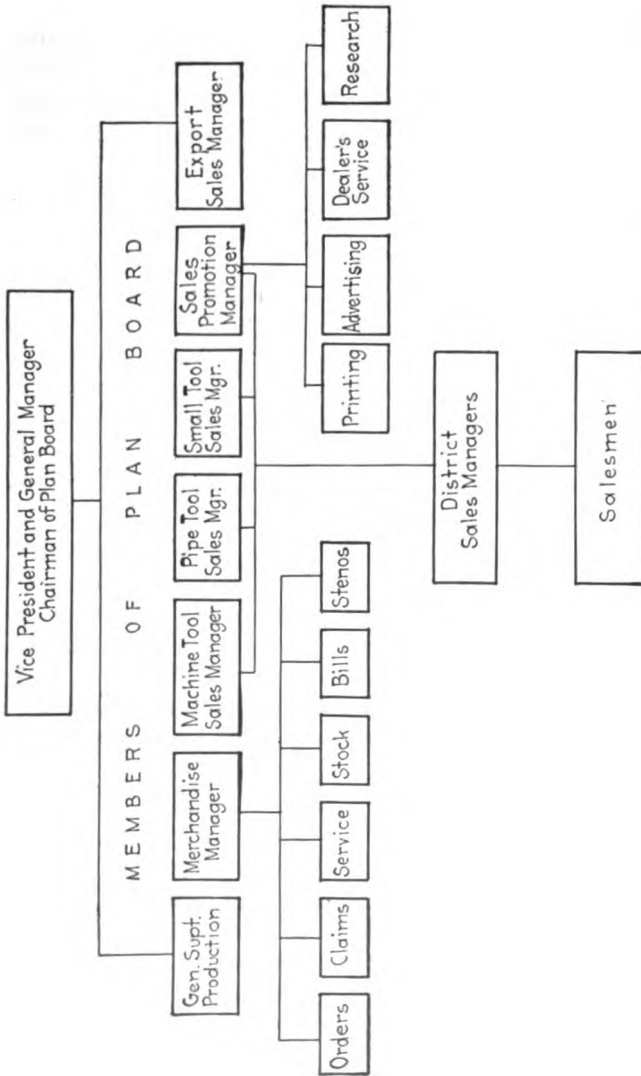 Vice President and General Manager
Chairman of Plan Board
MEMBERS OF PLAN BOARD
Gen. Supt.
Production
Merchandise
Manager
Machine Tool
Sales Manager
Pipe Tool
Sales Mgr.
Small Tool
Sales Mgr.
Sales
Promotion
Manager
Export
Sales Manager
Orders
Claims
Service
Stock
Bills
Stenos
Printing
Advertising
Dealer's
Service
Research
District
Sales Managers
Salesmen